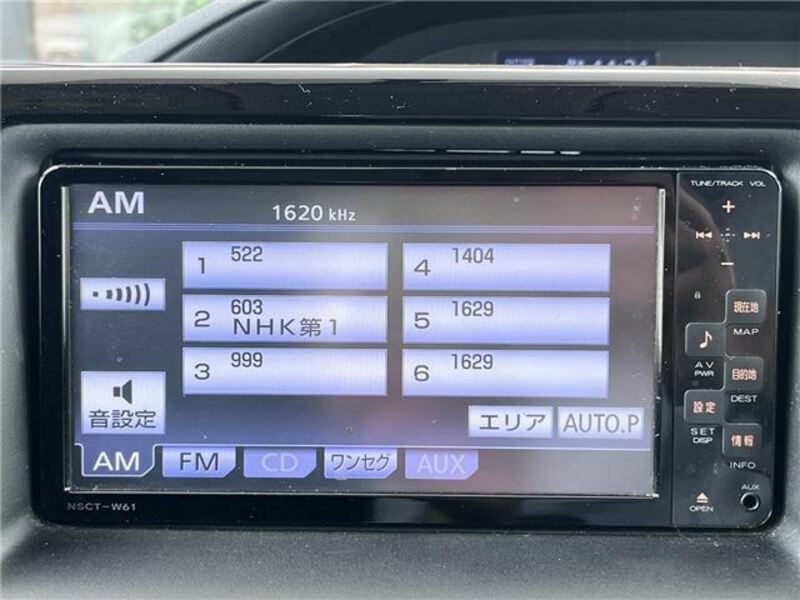 OUTSIDE
AM
1620 kHz
1 522
4 1404
2 603
NHK第1
5 1629
3 999
6 1629
音設定
エリア AUTO.P
AM FM CD ワンセグ AUX
NSCT-W61
TUNE/TRACK VOL
+
−
現在地
MAP
AV
PWR
目的地
DEST
設定
SET
DISP
情報
INFO
AUX
OPEN